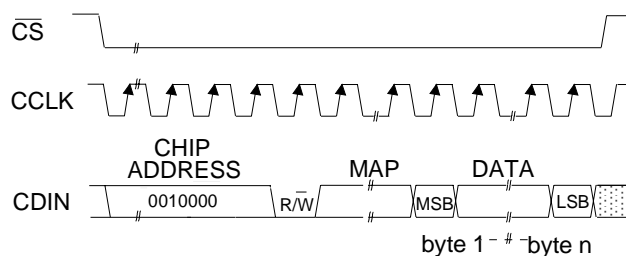 CS
CCLK
CHIP
ADDRESS
MAP
DATA
CDIN
0010000
R/W
MSB
LSB
byte 1
byte n